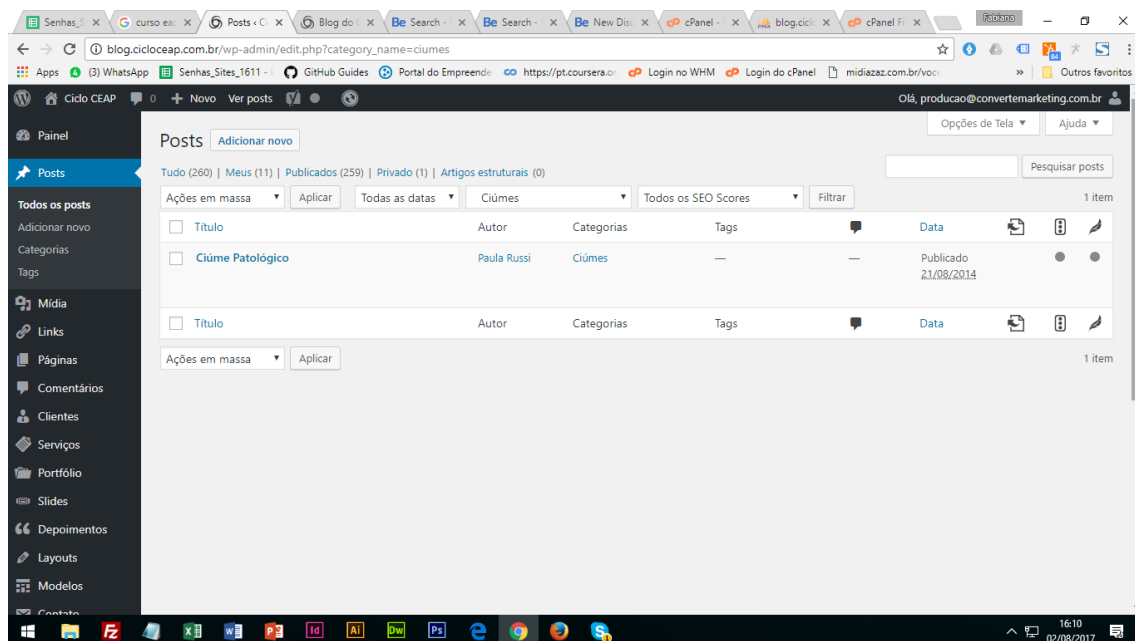 Senhas_S
curso eac
Posts ‹ C
Blog do
Search -
Search -
New Disc
cPanel -
blog.cicl
cPanel Fi
Fabiana
blog.cicloceap.com.br/wp-admin/edit.php?category_name=ciumes
84
Apps (3) WhatsApp Senhas_Sites_1611 - GitHub Guides Portal do Empreende https://pt.coursera.or Login no WHM Login do cPanel midiazaz.com.br/voce » Outros favoritos
Ciclo CEAP 0 + Novo Ver posts Olá, producao@convertemarketing.com.br
Opções de Tela Ajuda
Painel
Posts
Todos os posts
Adicionar novo
Categorias
Tags
Mídia
Links
Páginas
Comentários
Clientes
Serviços
Portfólio
Slides
Depoimentos
Layouts
Modelos
Contato
Posts Adicionar novo
Tudo (260) | Meus (11) | Publicados (259) | Privado (1) | Artigos estruturais (0)
Pesquisar posts
Ações em massa Aplicar Todas as datas Ciúmes Todos os SEO Scores Filtrar 1 item
Título Autor Categorias Tags Data
Ciúme Patológico Paula Russi Ciúmes — — Publicado
21/08/2014
Título Autor Categorias Tags Data
Ações em massa Aplicar 1 item
16:10
02/08/2017